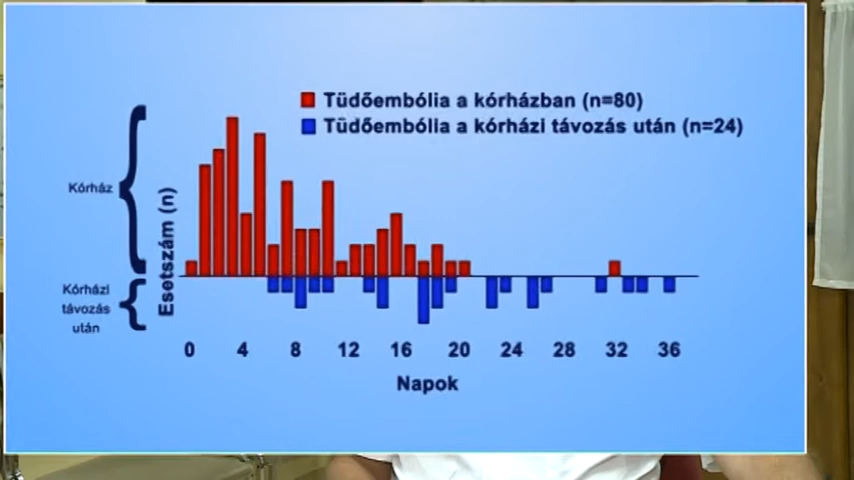 Tüdőembólia a kórházban (n=80)
Tüdőembólia a kórházi távozás után (n=24)
Kórház
Esetszám (n)
Kórházi
távozás
után
0 4 8 12 16 20 24 28 32 36
Napok